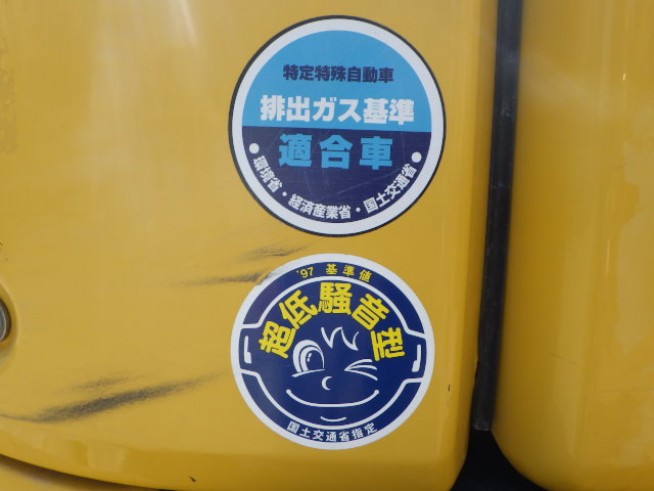 特定特殊自動車
排出ガス基準
適合車
・環境省・経済産業省・国土交通省・
'97 基準値
超低騒音型
国土交通省指定